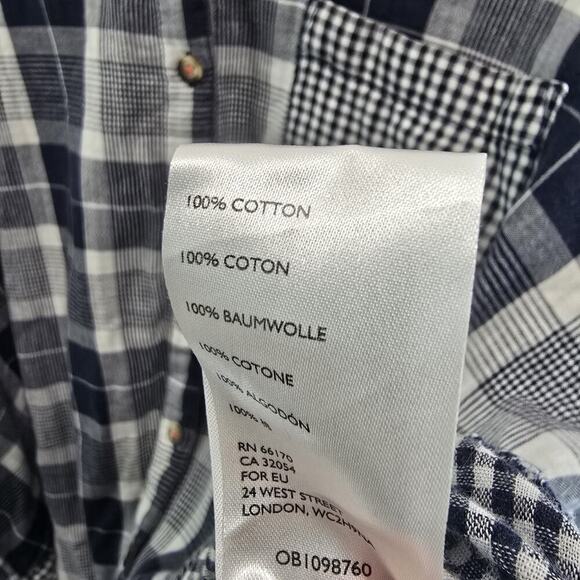 100% COTTON
100% COTON
100% BAUMWOLLE
100% COTONE
100% ALGODÓN
100%
RN 66170
CA 32054
FOR EU
24 WEST STREET
LONDON,
OB1098760